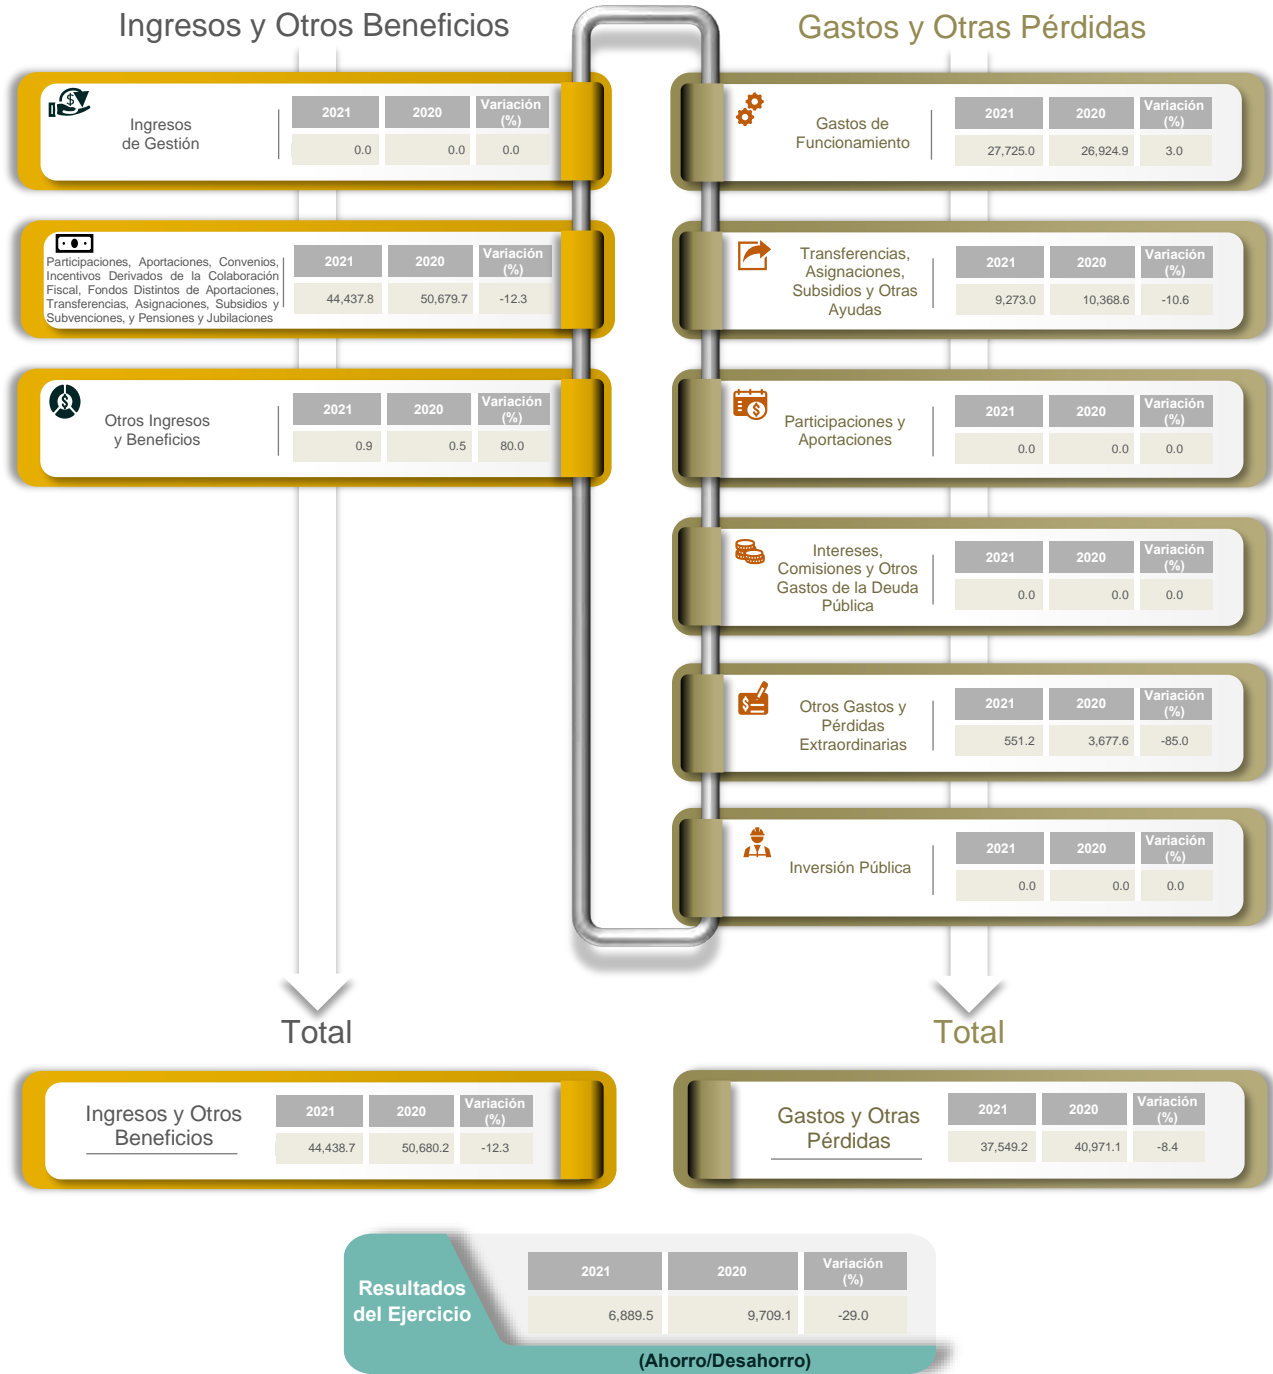 Ingresos y Otros Beneficios
Ingresos
de Gestión
2021 2020 Variación
(%)
0.0 0.0 0.0
Participaciones, Aportaciones, Convenios,
Incentivos Derivados de la Colaboración
Fiscal, Fondos Distintos de Aportaciones,
Transferencias, Asignaciones, Subsidios y
Subvenciones, y Pensiones y Jubilaciones
2021 2020 Variación
(%)
44,437.8 50,679.7 -12.3
Otros Ingresos
y Beneficios
2021 2020 Variación
(%)
0.9 0.5 80.0
Total
Ingresos y Otros
Beneficios
2021 2020 Variación
(%)
44,438.7 50,680.2 -12.3
Gastos y Otras Pérdidas
Gastos de
Funcionamiento
2021 2020 Variación
(%)
27,725.0 26,924.9 3.0
Transferencias,
Asignaciones,
Subsidios y Otras
Ayudas
2021 2020 Variación
(%)
9,273.0 10,368.6 -10.6
Participaciones y
Aportaciones
2021 2020 Variación
(%)
0.0 0.0 0.0
Intereses,
Comisiones y Otros
Gastos de la Deuda
Pública
2021 2020 Variación
(%)
0.0 0.0 0.0
Otros Gastos y
Pérdidas
Extraordinarias
2021 2020 Variación
(%)
551.2 3,677.6 -85.0
Inversión Pública
2021 2020 Variación
(%)
0.0 0.0 0.0
Total
Gastos y Otras
Pérdidas
2021 2020 Variación
(%)
37,549.2 40,971.1 -8.4
Resultados
del Ejercicio
2021 2020 Variación
(%)
6,889.5 9,709.1 -29.0
(Ahorro/Desahorro)